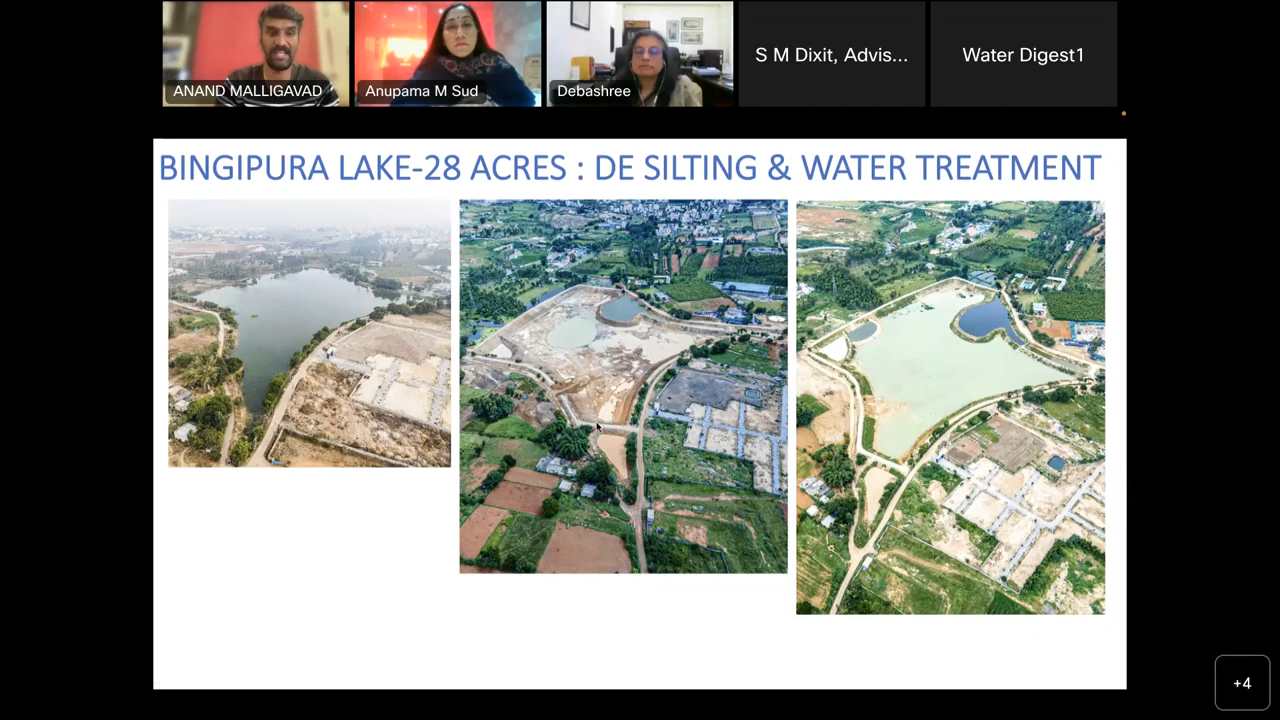 ANAND MALLIGAVAD
Anupama M Sud
Debashree
S M Dixit, Advis...
Water Digest1
BINGIPURA LAKE-28 ACRES : DE SILTING & WATER TREATMENT
+4